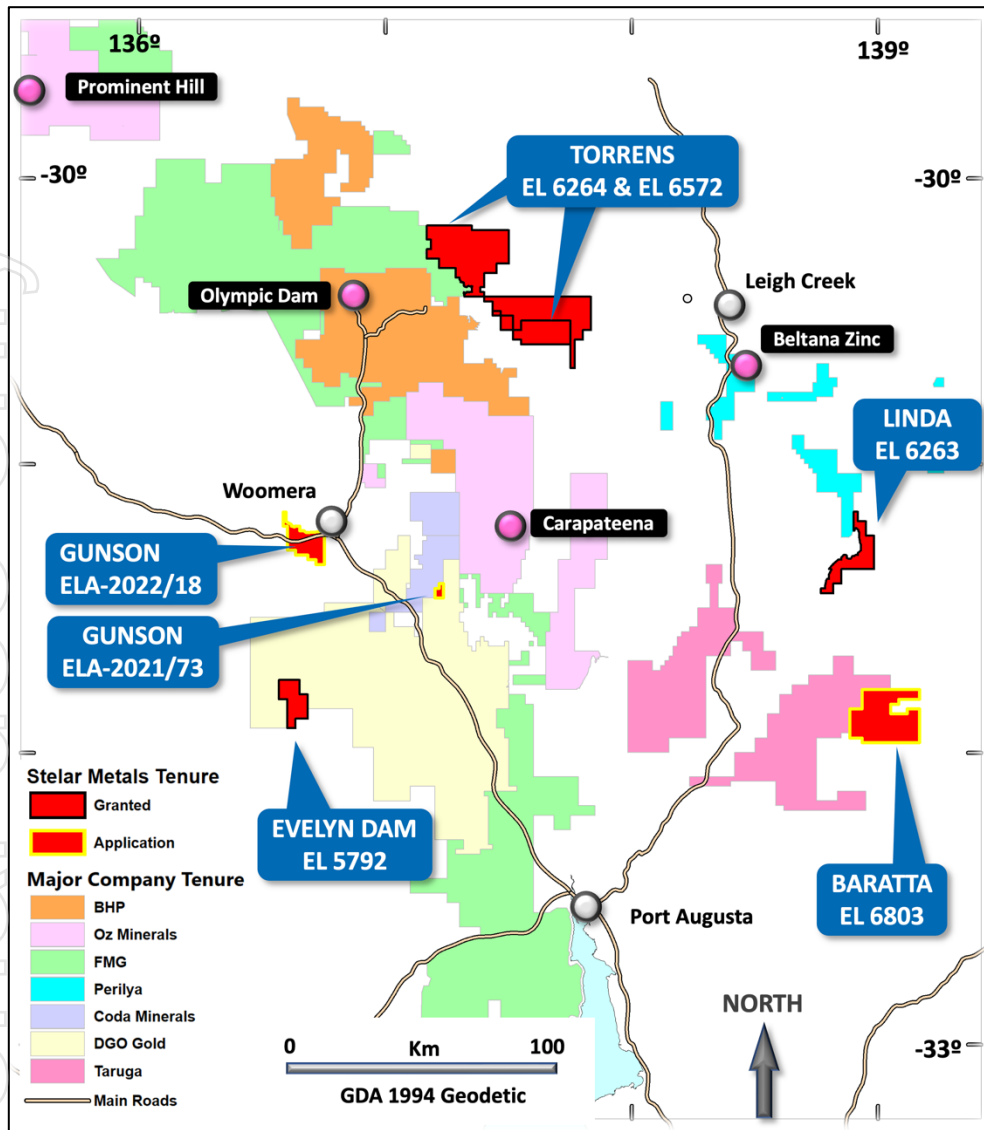 136º
139º
Prominent Hill
-30º
-30º
TORRENS
EL 6264 & EL 6572
Olympic Dam
Leigh Creek
Beltana Zinc
LINDA
EL 6263
Woomera
Carapateena
GUNSON
ELA-2022/18
GUNSON
ELA-2021/73
EVELYN DAM
EL 5792
BARATTA
EL 6803
Port Augusta
Stelar Metals Tenure
Granted
Application
Major Company Tenure
BHP
Oz Minerals
FMG
Perilya
Coda Minerals
DGO Gold
Taruga
Main Roads
0 Km 100
GDA 1994 Geodetic
NORTH
-33º